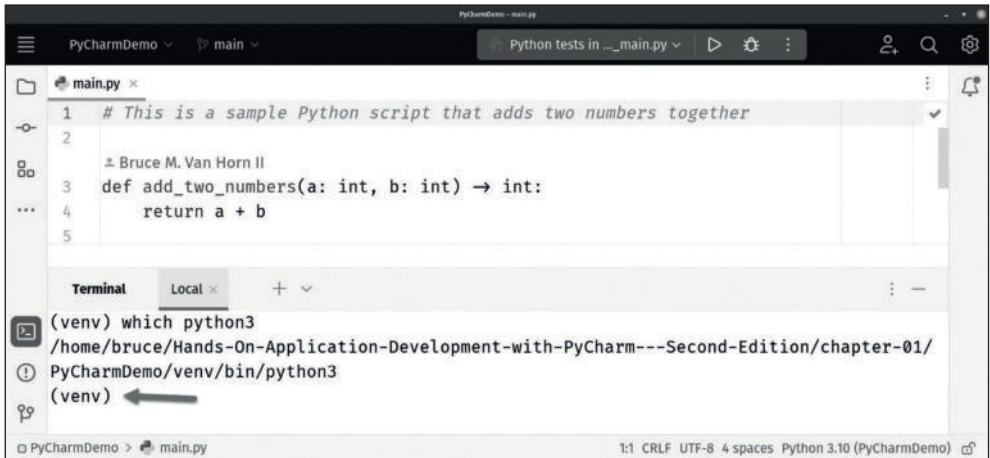 PyCharmDemo – main.py
PyCharmDemo main Python tests in ..._main.py
main.py
1 # This is a sample Python script that adds two numbers together
2
Bruce M. Van Horn II
3 def add_two_numbers(a: int, b: int) → int:
4 return a + b
5
Terminal Local
(venv) which python3
/home/bruce/Hands-On-Application-Development-with-PyCharm---Second-Edition/chapter-01/
PyCharmDemo/venv/bin/python3
(venv)
PyCharmDemo > main.py 1:1 CRLF UTF-8 4 spaces Python 3.10 (PyCharmDemo)